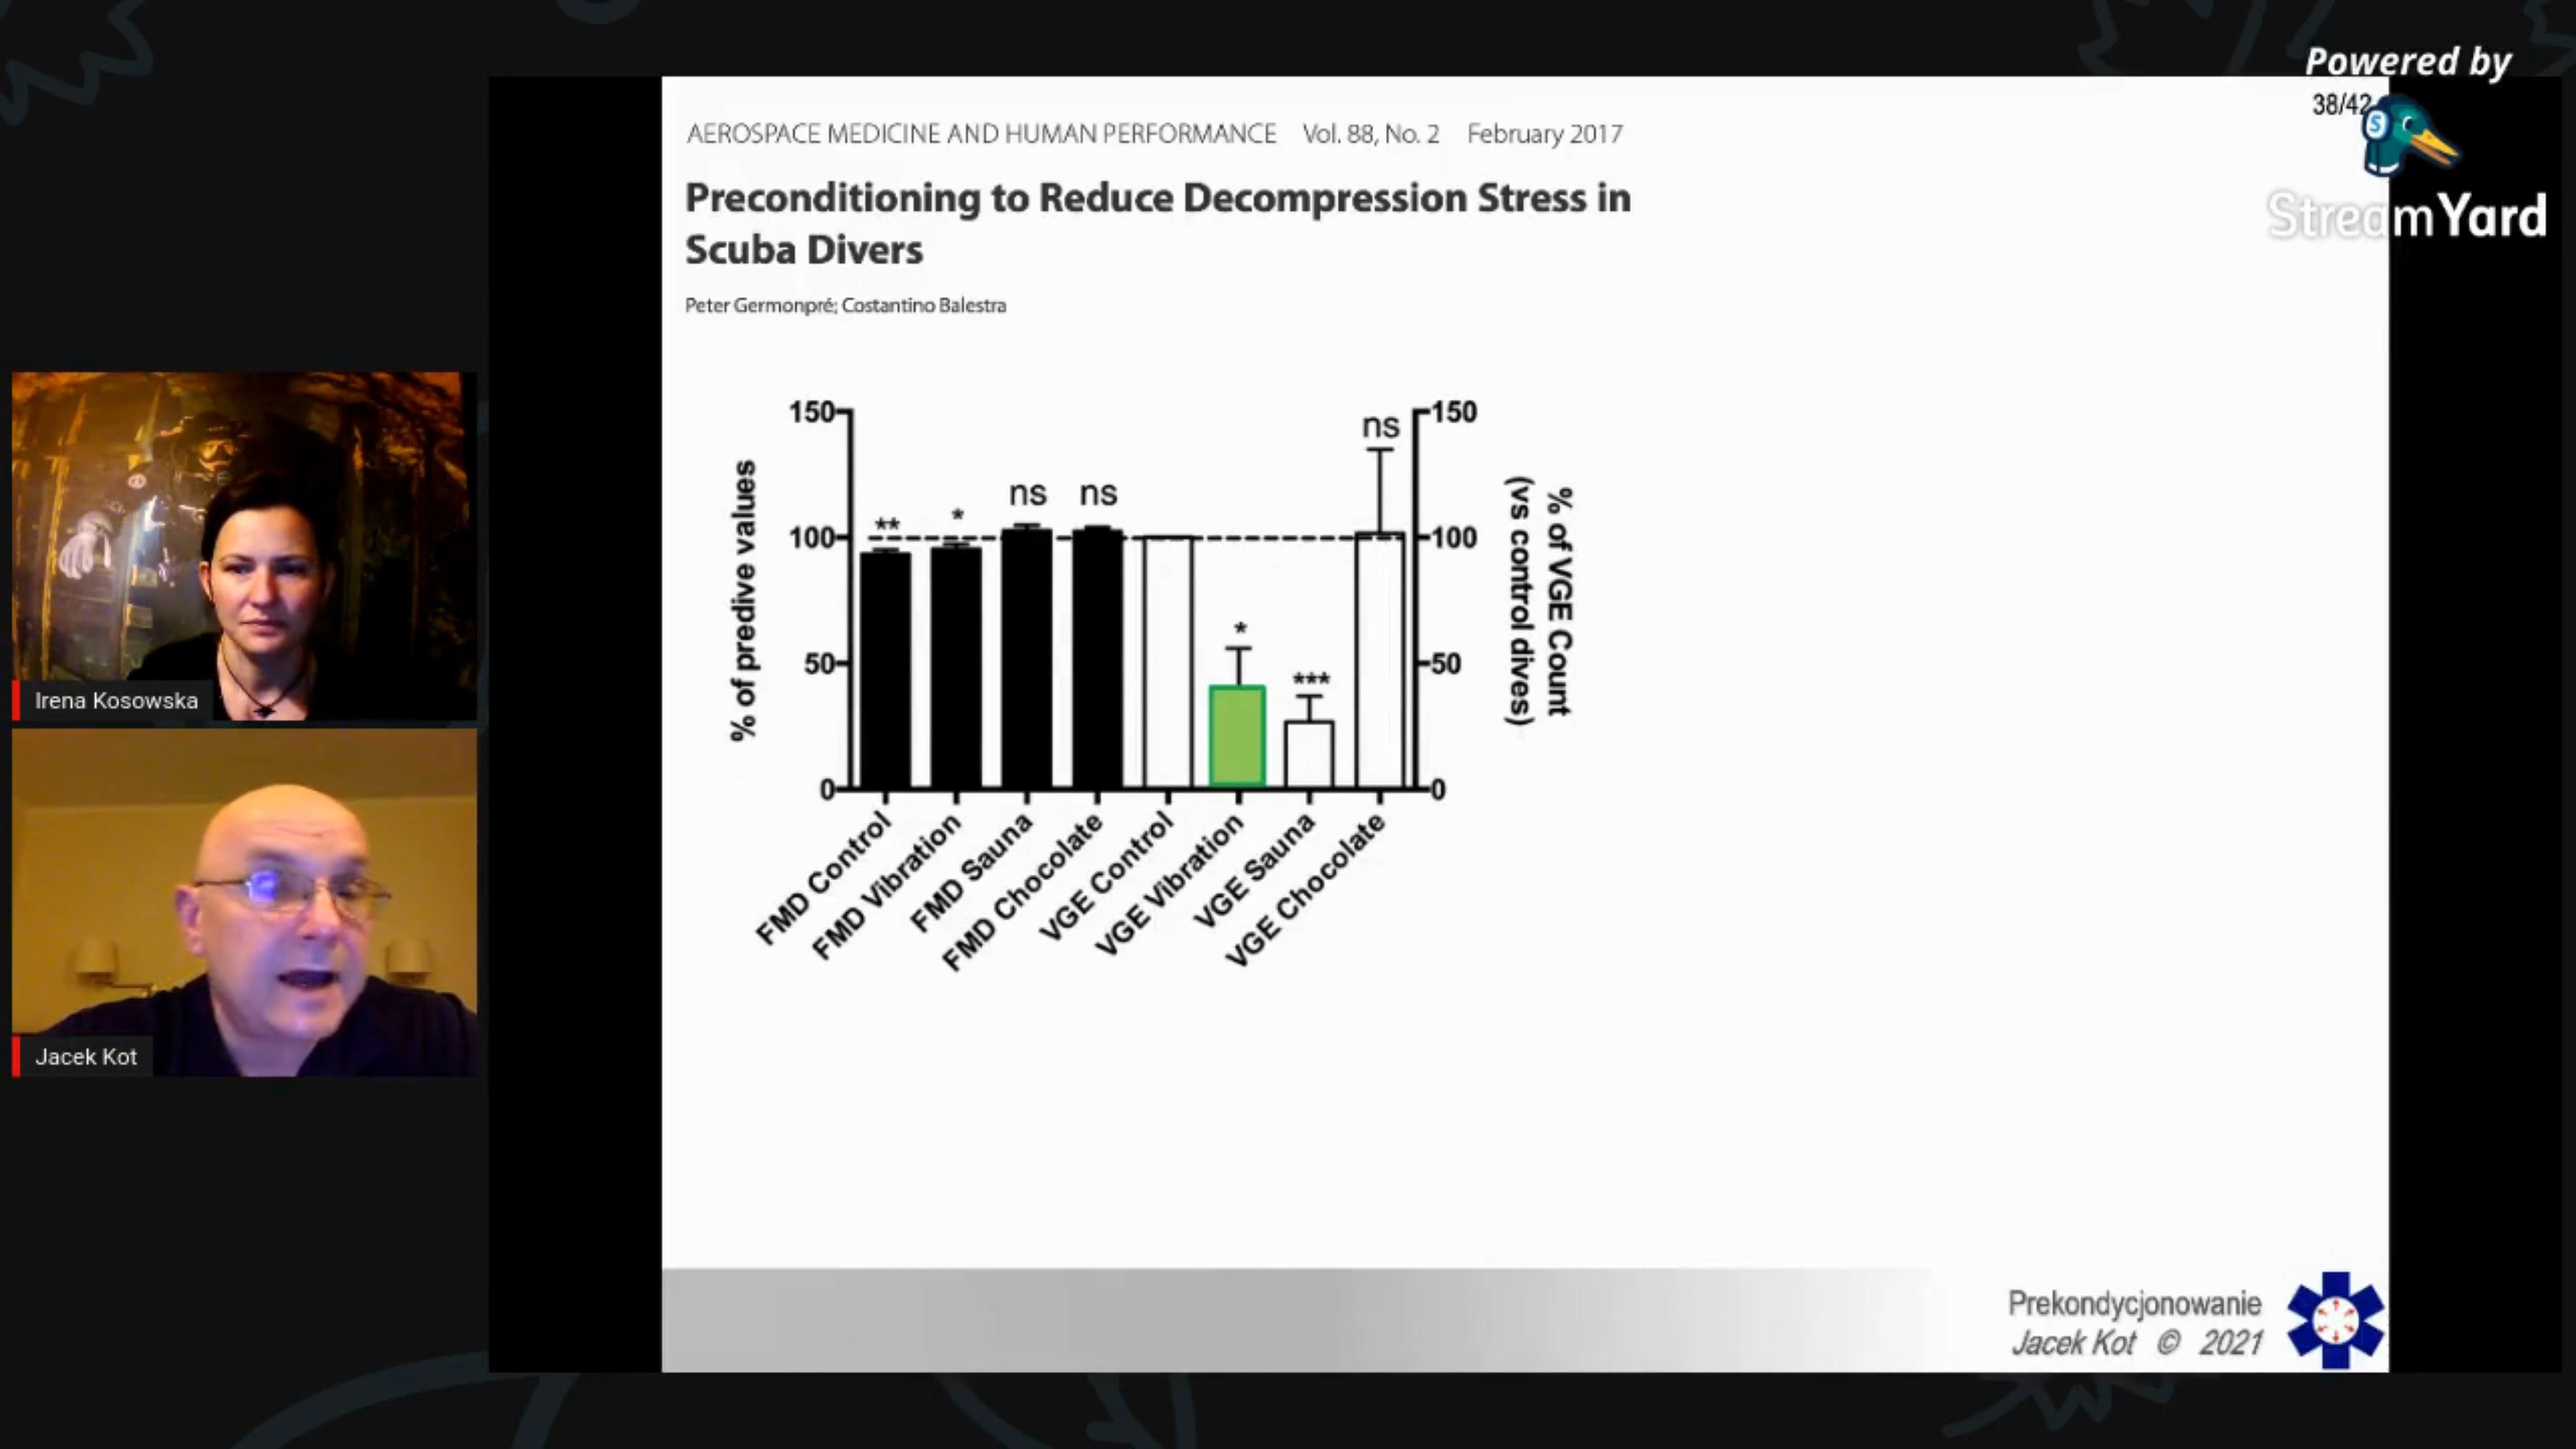 Powered by
StreamYard
38/42
AEROSPACE MEDICINE AND HUMAN PERFORMANCE Vol. 88, No. 2 February 2017
Preconditioning to Reduce Decompression Stress in
Scuba Divers
Peter Germonpré; Costantino Balestra
% of predive values
150
100
50
0
**
*
ns
ns
*
***
ns
150
100
50
0
% of VGE Count
(vs control dives)
FMD Control
FMD Vibration
FMD Sauna
FMD Chocolate
VGE Control
VGE Vibration
VGE Sauna
VGE Chocolate
Irena Kosowska
Jacek Kot
Prekondycjonowanie
Jacek Kot © 2021